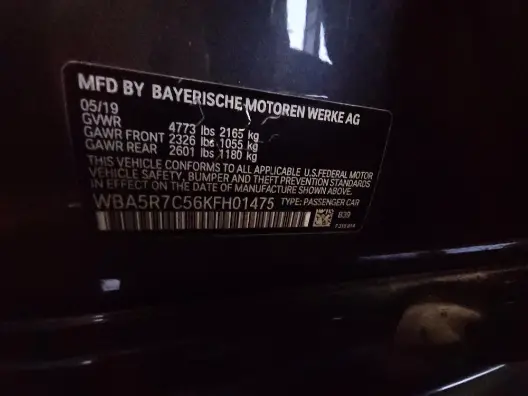 MFD BY BAYERISCHE MOTOREN WERKE AG
05/19
GVWR 4773 lbs 2165 kg
GAWR FRONT 2326 lbs 1055 kg
GAWR REAR 2601 lbs 1180 kg
THIS VEHICLE CONFORMS TO ALL APPLICABLE U.S.FEDERAL MOTOR
VEHICLE SAFETY, BUMPER AND THEFT PREVENTION STANDARDS
IN EFFECT ON THE DATE OF MANUFACTURE SHOWN ABOVE.
WBA5R7C56KFH01475 TYPE: PASSENGER CAR
039